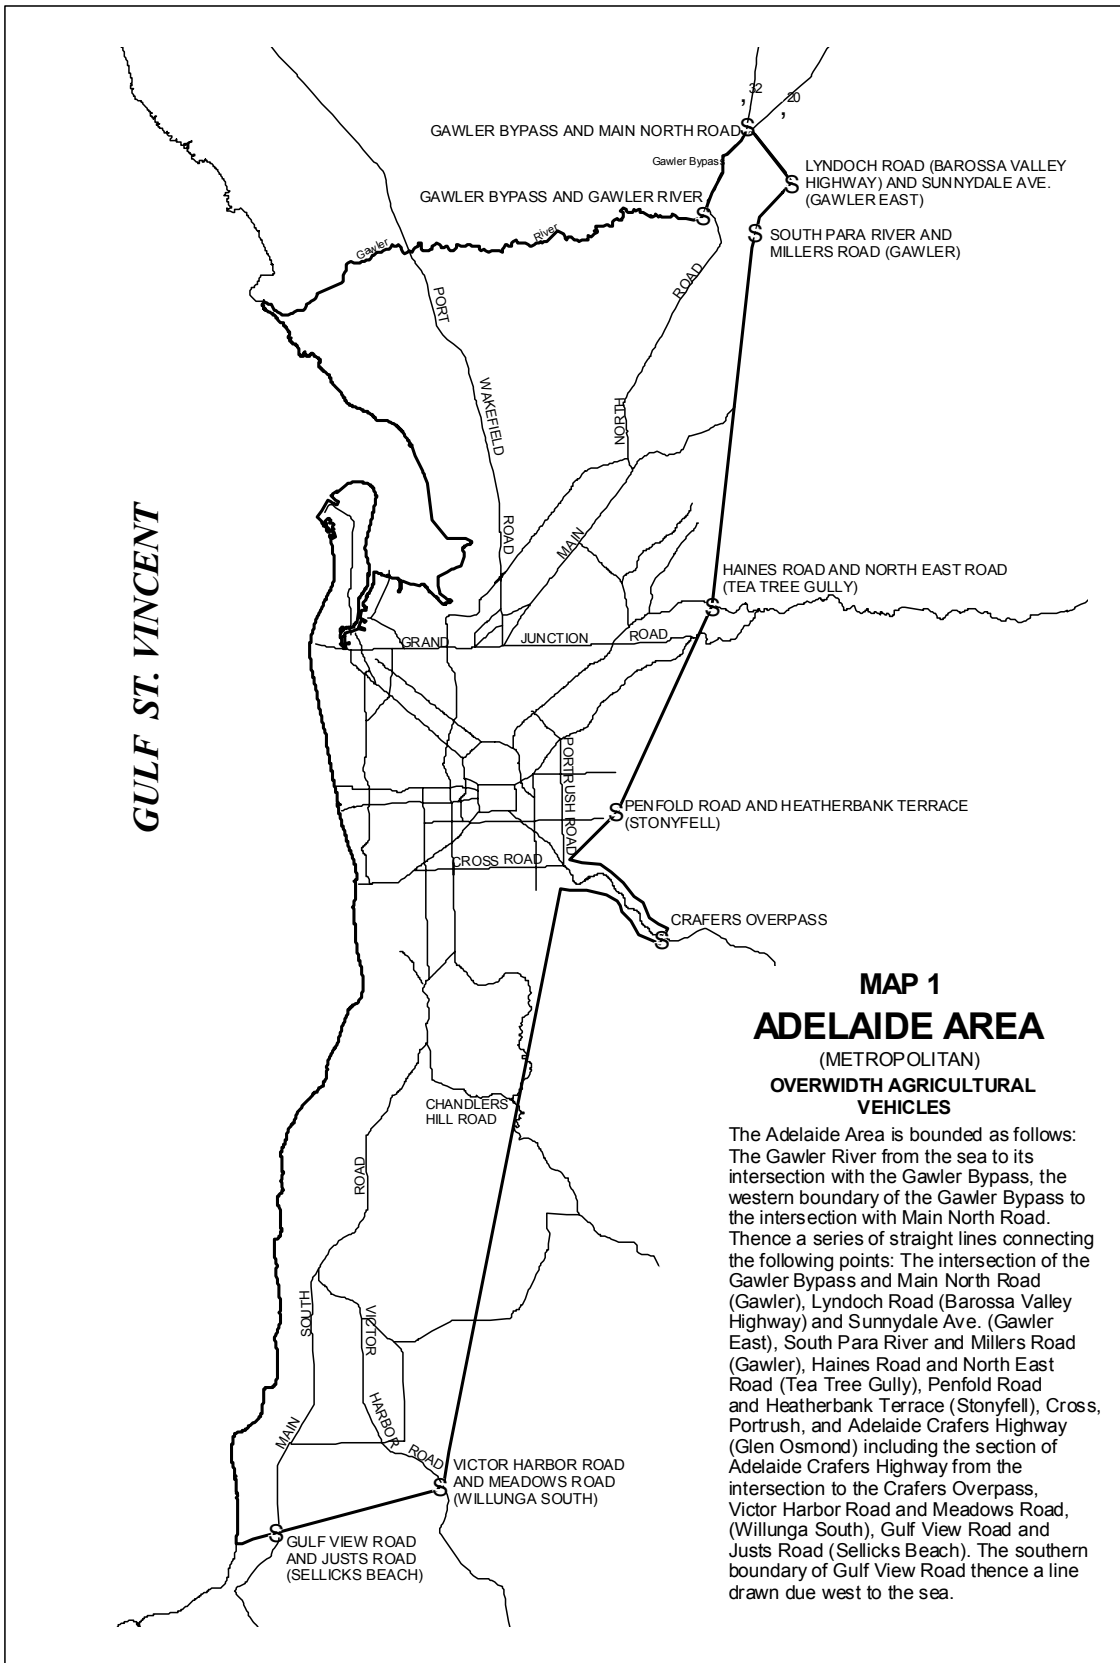 32
20
GAWLER BYPASS AND MAIN NORTH ROAD
S
Gawler Bypass
LYNDOCH ROAD (BAROSSA VALLEY
HIGHWAY) AND SUNNYDALE AVE.
(GAWLER EAST)
S
GAWLER BYPASS AND GAWLER RIVER
S
S
SOUTH PARA RIVER AND
MILLERS ROAD (GAWLER)
Gawler
River
ROAD
PORT
WAKEFIELD
ROAD
NORTH
MAIN
GULF ST. VINCENT
HAINES ROAD AND NORTH EAST ROAD
(TEA TREE GULLY)
S
GRAND
JUNCTION
ROAD
PORTRUSH ROAD
S
PENFOLD ROAD AND HEATHERBANK TERRACE
(STONYFELL)
CROSS ROAD
CRAFERS OVERPASS
S
CHANDLERS
HILL ROAD
ROAD
SOUTH
MAIN
VICTOR
HARBOR
ROAD
VICTOR HARBOR ROAD
AND MEADOWS ROAD
(WILLUNGA SOUTH)
S
S
GULF VIEW ROAD
AND JUSTS ROAD
(SELLICKS BEACH)
MAP 1
ADELAIDE AREA
(METROPOLITAN)
OVERWIDTH AGRICULTURAL
VEHICLES
The Adelaide Area is bounded as follows:
The Gawler River from the sea to its
intersection with the Gawler Bypass, the
western boundary of the Gawler Bypass to
the intersection with Main North Road.
Thence a series of straight lines connecting
the following points: The intersection of the
Gawler Bypass and Main North Road
(Gawler), Lyndoch Road (Barossa Valley
Highway) and Sunnydale Ave. (Gawler
East), South Para River and Millers Road
(Gawler), Haines Road and North East
Road (Tea Tree Gully), Penfold Road
and Heatherbank Terrace (Stonyfell), Cross,
Portrush, and Adelaide Crafers Highway
(Glen Osmond) including the section of
Adelaide Crafers Highway from the
intersection to the Crafers Overpass,
Victor Harbor Road and Meadows Road,
(Willunga South), Gulf View Road and
Justs Road (Sellicks Beach). The southern
boundary of Gulf View Road thence a line
drawn due west to the sea.